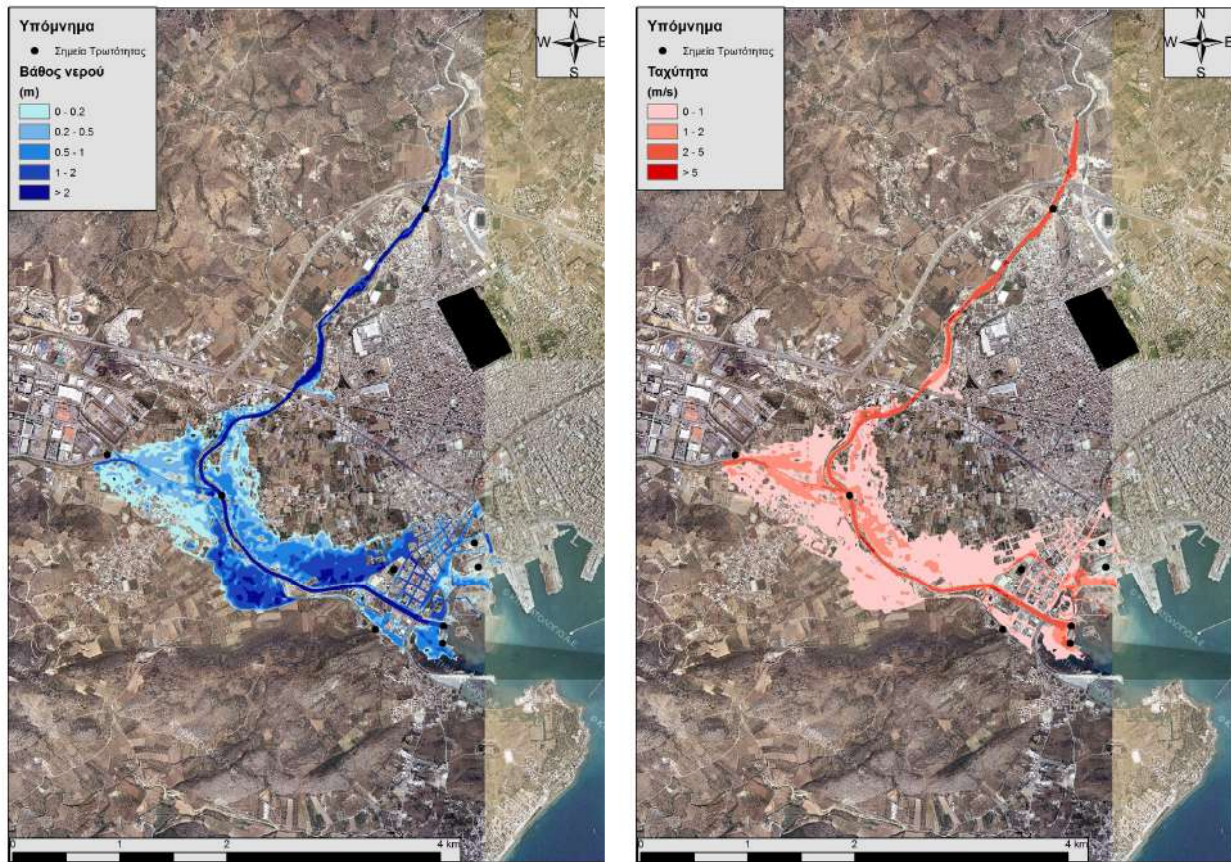 Υπόμνημα
Σημεία Τρωτότητας
Βάθος νερού
(m)
0 - 0.2
0.2 - 0.5
0.5 - 1
1 - 2
> 2
N
W E
S
0 1 2 4 km
Υπόμνημα
Σημεία Τρωτότητας
Ταχύτητα
(m/s)
0 - 1
1 - 2
2 - 5
> 5
N
W E
S
0 1 2 4 km